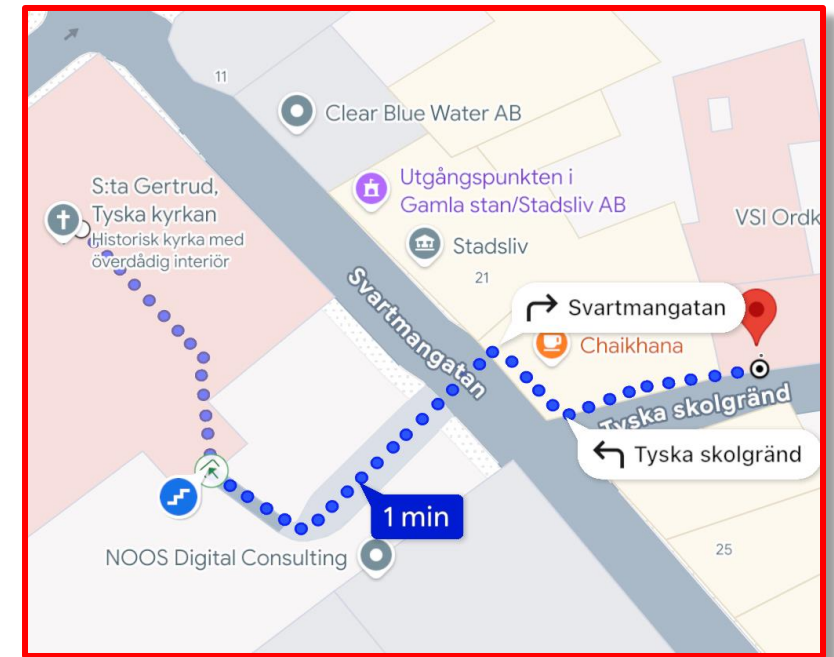 11
Clear Blue Water AB
S:ta Gertrud,
Tyska kyrkan
Historisk kyrka med
överdådig interiör
Utgångspunkten i
Gamla stan/Stadsliv AB
VSI Ordk
Stadsliv
21
Svartmangatan
Svartmangatan
Chaikhana
Tyska skolgränd
Tyska skolgränd
1 min
NOOS Digital Consulting
25